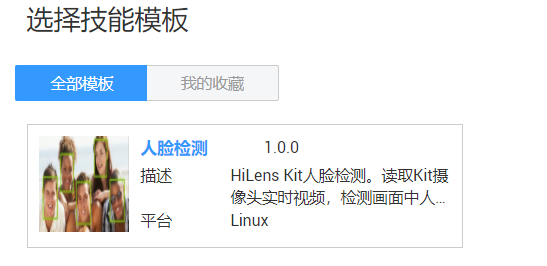 选择技能模板
全部模板 我的收藏
人脸检测 1.0.0
描述 HiLens Kit人脸检测。读取Kit摄
像头实时视频，检测画面中人...
平台 Linux